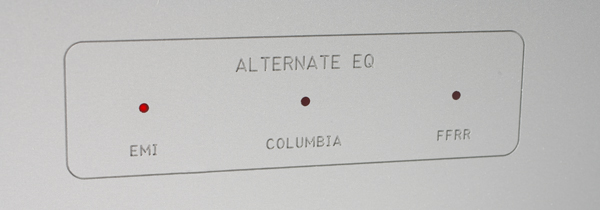 ALTERNATE EQ
EMI
COLUMBIA
FFRR